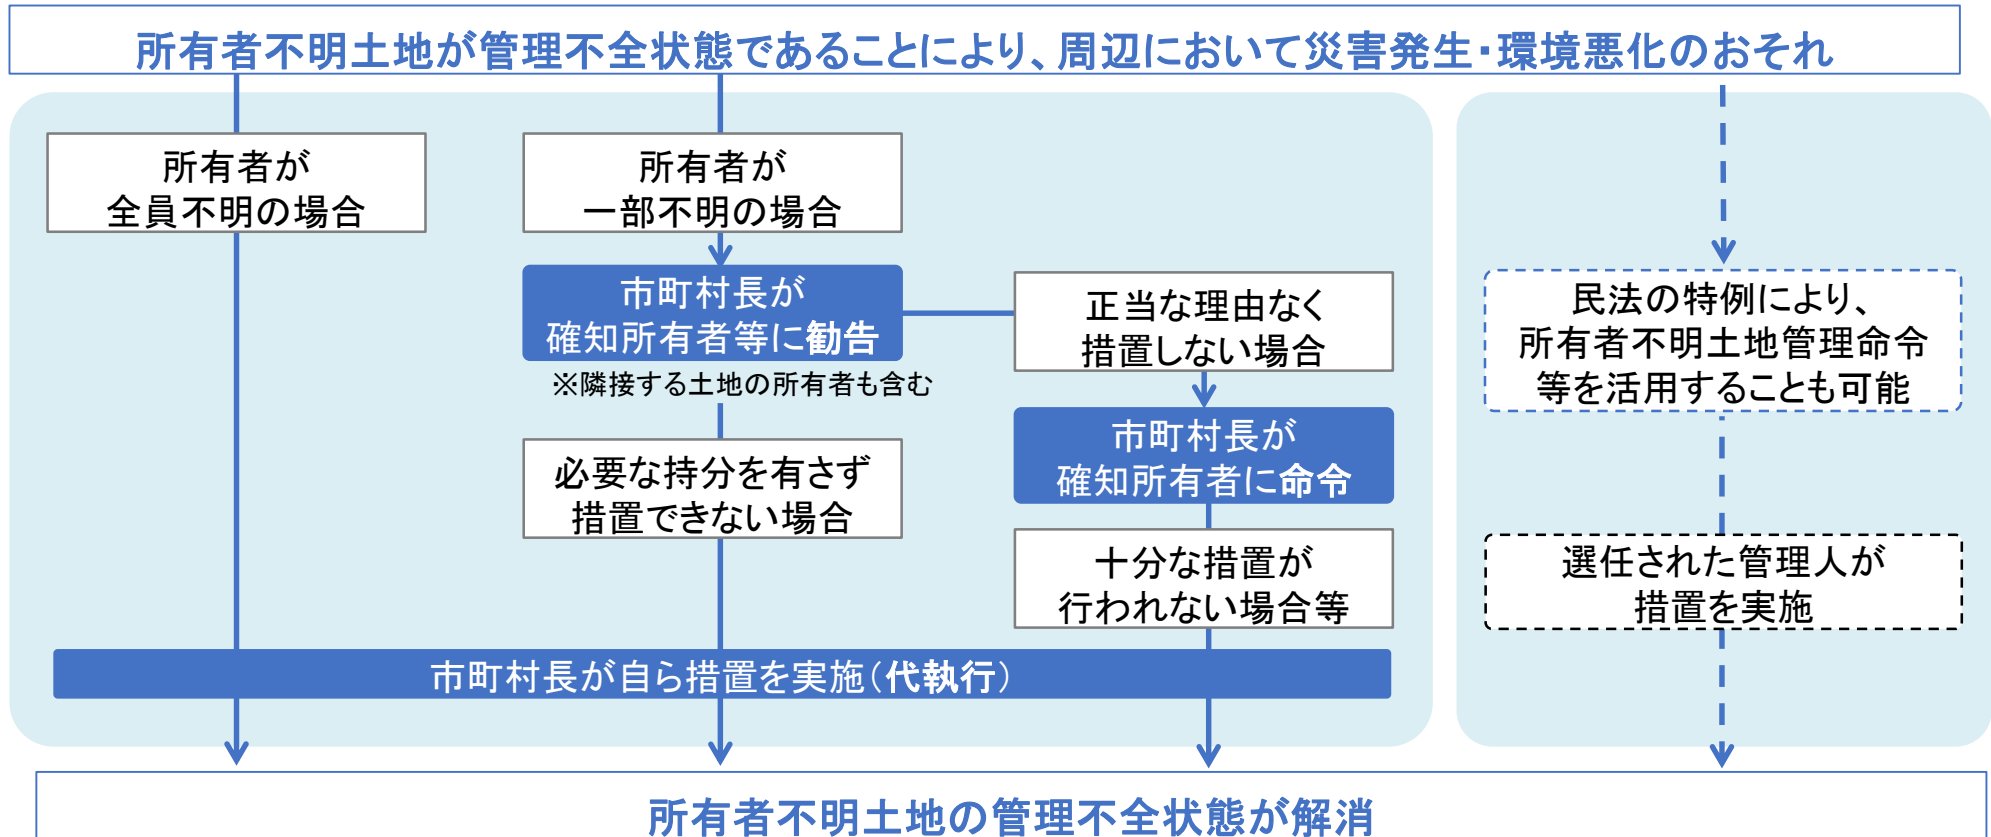 所有者不明土地が管理不全状態であることにより、周辺において災害発生・環境悪化のおそれ
所有者が
全員不明の場合
所有者が
一部不明の場合
市町村長が
確知所有者等に勧告
※隣接する土地の所有者も含む
必要な持分を有さず
措置できない場合
正当な理由なく
措置しない場合
市町村長が
確知所有者に命令
十分な措置が
行われない場合等
市町村長が自ら措置を実施（代執行）
民法の特例により、
所有者不明土地管理命令
等を活用することも可能
選任された管理人が
措置を実施
所有者不明土地の管理不全状態が解消